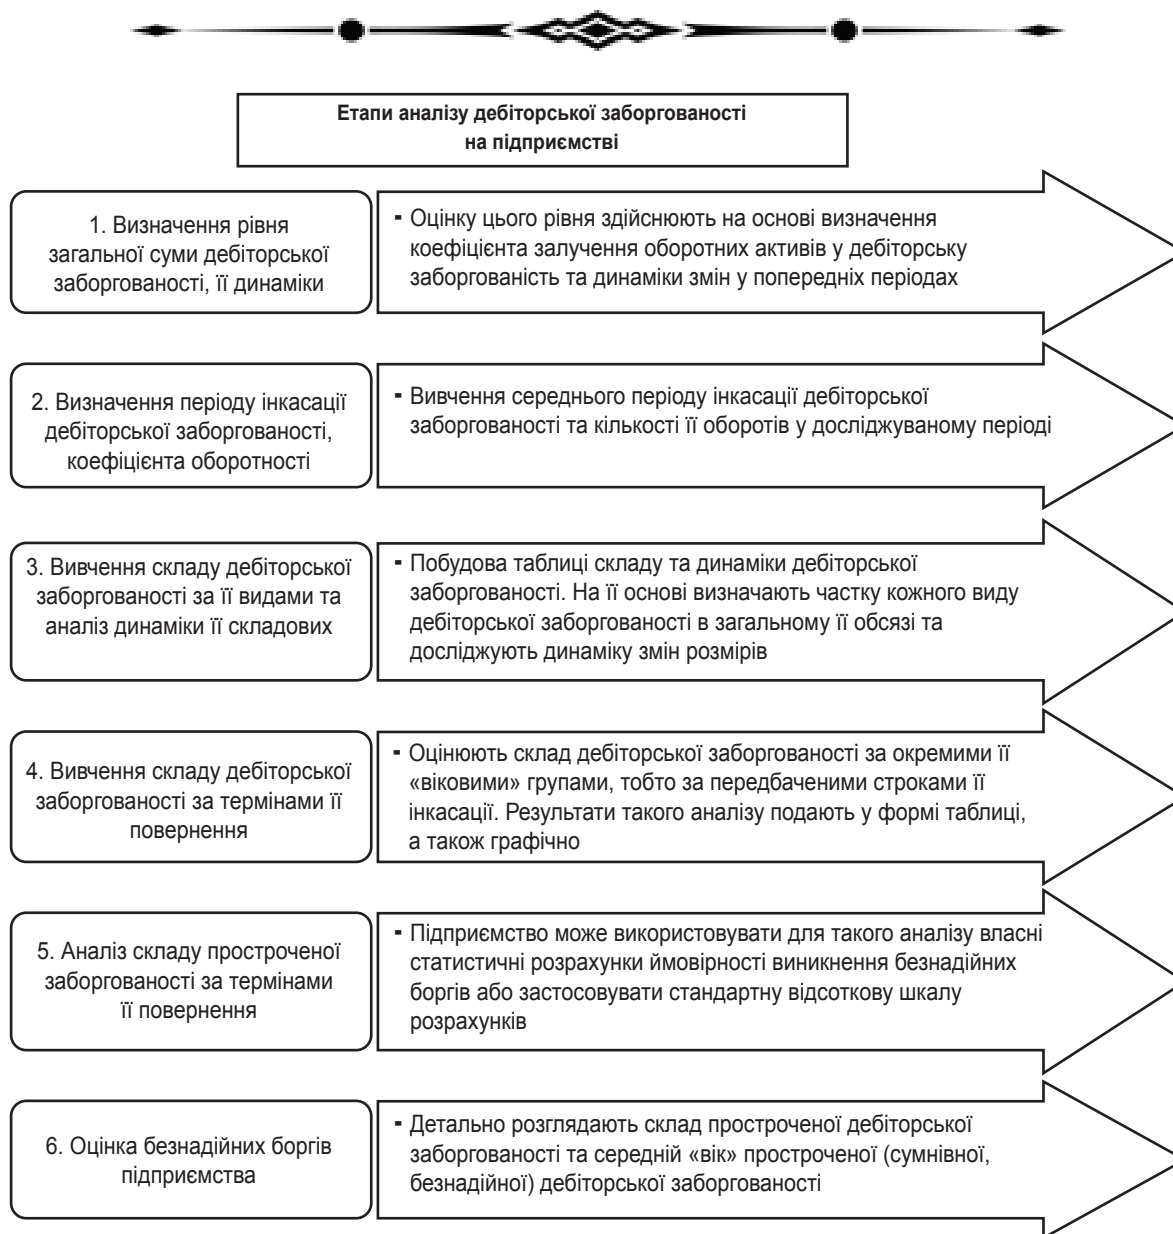 Етапи аналізу дебіторської заборгованості
на підприємстві
1. Визначення рівня
загальної суми дебіторської
заборгованості, її динаміки
▪ Оцінку цього рівня здійснюють на основі визначення
коефіцієнта залучення оборотних активів у дебіторську
заборгованість та динаміки змін у попередніх періодах
2. Визначення періоду інкасації
дебіторської заборгованості,
коефіцієнта оборотності
▪ Вивчення середнього періоду інкасації дебіторської
заборгованості та кількості її оборотів у досліджуваному періоді
3. Вивчення складу дебіторської
заборгованості за її видами та
аналіз динаміки її складових
▪ Побудова таблиці складу та динаміки дебіторської
заборгованості. На її основі визначають частку кожного виду
дебіторської заборгованості в загальному її обсязі та
досліджують динаміку змін розмірів
4. Вивчення складу дебіторської
заборгованості за термінами її
повернення
▪ Оцінюють склад дебіторської заборгованості за окремими її
«віковими» групами, тобто за передбаченими строками її
інкасації. Результати такого аналізу подають у формі таблиці,
а також графічно
5. Аналіз складу простроченої
заборгованості за термінами
її повернення
▪ Підприємство може використовувати для такого аналізу власні
статистичні розрахунки ймовірності виникнення безнадійних
боргів або застосовувати стандартну відсоткову шкалу
розрахунків
6. Оцінка безнадійних боргів
підприємства
▪ Детально розглядають склад простроченої дебіторської
заборгованості та середній «вік» простроченої (сумнівної,
безнадійної) дебіторської заборгованості